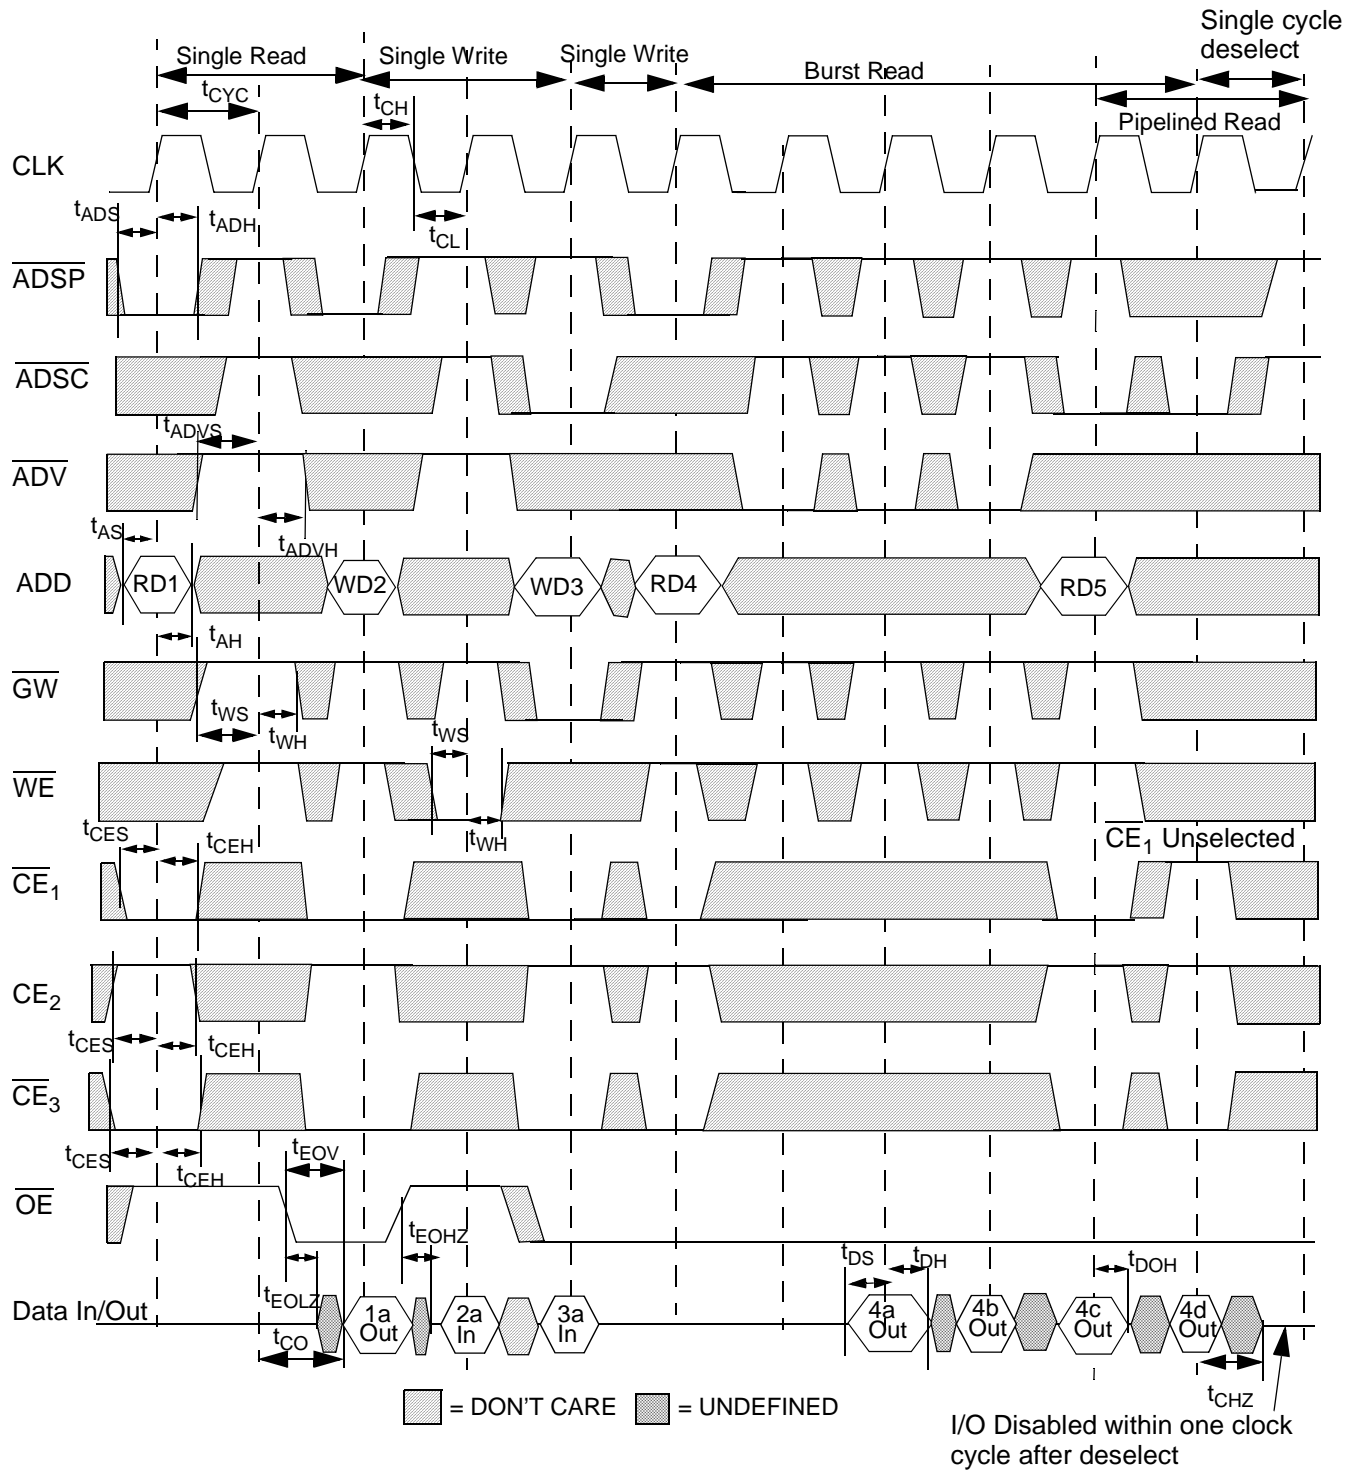 Single cycle
deselect
Single Read
Single Write
Single Write
Burst Read
tCYC
tCH
Pipelined Read
CLK
tADS
tADH
tCL
ADSP
ADSC
tADVS
ADV
tAS
tADVH
ADD
RD1
WD2
WD3
RD4
RD5
tAH
GW
tWS
tWH
tWS
WE
tCES
tCEH
tWH
CE1 Unselected
CE1
CE2
tCES
tCEH
CE3
tCES
tCEH
tEOV
OE
tEOHZ
tDS
tDH
tDOH
tEOLZ
Data In/Out
1a
Out
2a
In
3a
In
4a
Out
4b
Out
4c
Out
4d
Out
tCO
tCHZ
= DON'T CARE
= UNDEFINED
I/O Disabled within one clock
cycle after deselect